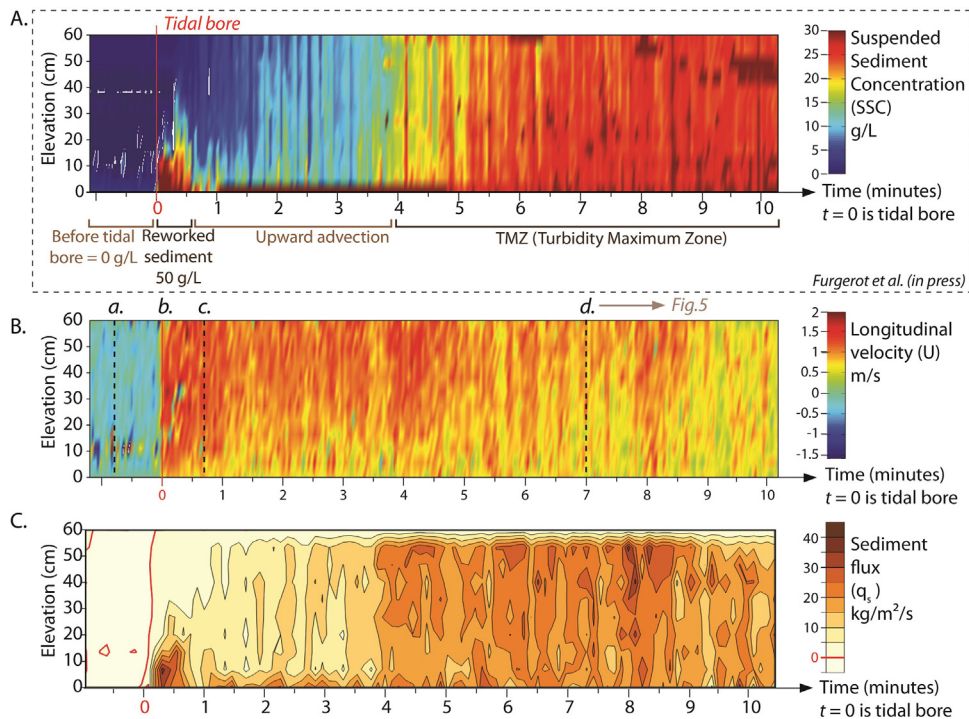 A.
Tidal bore
Elevation (cm)
60
50
40
30
20
10
0
0 1 2 3 4 5 6 7 8 9 10
30
25
20
15
10
5
0
Suspended
Sediment
Concentration
(SSC)
g/L
Time (minutes)
t = 0 is tidal bore
Before tidal
bore = 0 g/L
Reworked
sediment
50 g/L
Upward advection
TMZ (Turbidity Maximum Zone)
Furgerot et al. (in press)
a. b. c. d. Fig.5
B.
Elevation (cm)
60
50
40
30
20
10
0
0 1 2 3 4 5 6 7 8 9 10
2
1.5
1
0.5
0
-0.5
-1
-1.5
Longitudinal
velocity (U)
m/s
Time (minutes)
t = 0 is tidal bore
C.
Elevation (cm)
60
50
40
30
20
10
0
0 1 2 3 4 5 6 7 8 9 10
40
30
20
10
0
Sediment
flux
(qs)
kg/m²/s
Time (minutes)
t = 0 is tidal bore